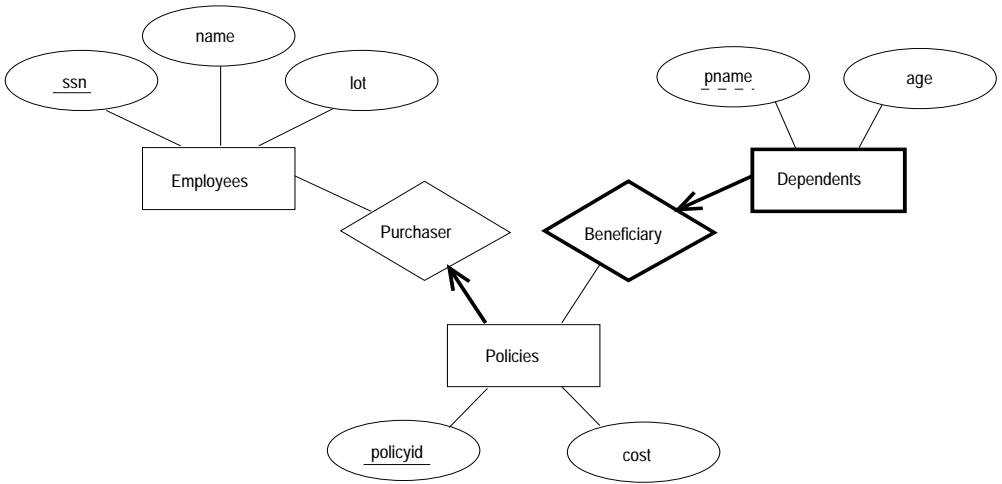 name
ssn
lot
pname
age
Employees
Dependents
Purchaser
Beneficiary
Policies
policyid
cost